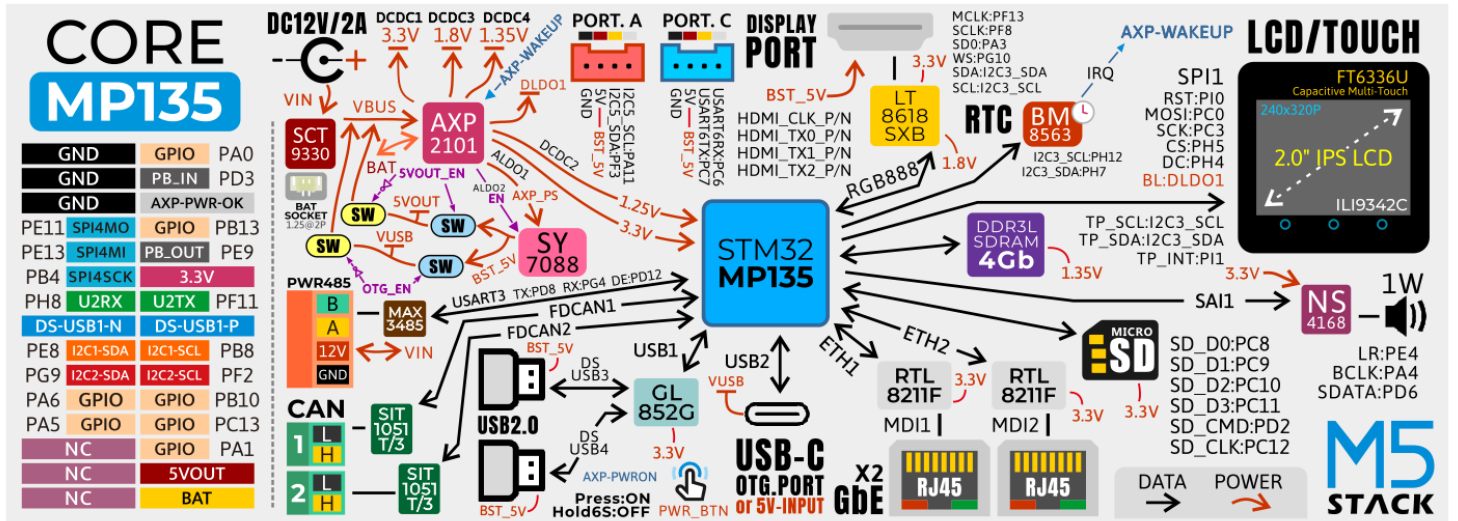 CORE
MP135
GND GPIO PA0
GND PB_IN PD3
GND AXP-PWR-OK
PE11 SPI4MO GPIO PB13
PE13 SPI4MI PB_OUT PE9
PB4 SPI4SCK 3.3V
PH8 U2RX U2TX PF11
DS-USB1-N DS-USB1-P
PE8 I2C1-SDA I2C1-SCL PB8
PG9 I2C2-SDA I2C2-SCL PF2
PA6 GPIO GPIO PB10
PA5 GPIO GPIO PC13
NC GPIO PA1
NC 5VOUT
NC BAT
DC12V/2A
- +
VIN
VBUS
SCT
9330
BAT
SOCKET
1.25@2P
DCDC1
3.3V
DCDC3
1.8V
DCDC4
1.35V
AXP-WAKEUP
DLDO1
AXP
2101
BAT
5VOUT_EN
ALDO1
ALDO2
EN
AXP_PS
DCDC2
1.25V
3.3V
SW
SW
5VOUT
SW
VUSB
SW
OTG_EN
BST_5V
SY
7088
PORT. A
I2C5_SCL:PA11
I2C5_SDA:PF3
5V BST_5V
GND
PORT. C
USART6RX:PC6
USART6TX:PC7
5V BST_5V
GND
DISPLAY
PORT
BST_5V
HDMI_CLK_P/N
HDMI_TX0_P/N
HDMI_TX1_P/N
HDMI_TX2_P/N
3.3V
LT
8618
SXB
1.8V
RGB888
MCLK:PF13
SCLK:PF8
SD0:PA3
WS:PG10
SDA:I2C3_SDA
SCL:I2C3_SCL
RTC
BM
8563
IRQ
AXP-WAKEUP
I2C3_SCL:PH12
I2C3_SDA:PH7
LCD/TOUCH
SPI1
RST:PI0
MOSI:PC0
SCK:PC3
CS:PH5
DC:PH4
BL:DLDO1
FT6336U
Capacitive Multi-Touch
240x320P
2.0" JPS LCD
ILI9342C
TP_SCL:I2C3_SCL
TP_SDA:I2C3_SDA
TP_INT:PI1
STM32
MP135
DDR3L
SDRAM
4Gb
1.35V
3.3V
SAI1
NS
4168
1W
LR:PE4
BCLK:PA4
SDATA:PD6
PWR485
B
A
12V
GND
VIN
MAX
3485
USART3 TX:PD8 RX:PG4 DE:PD12
FDCAN1
FDCAN2
CAN
1 L
H
2 L
H
SIT
1051
T/3
SIT
1051
T/3
BST_5V
USB2.0
BST_5V
DS
USB3
DS
USB4
USB1
GL
852G
3.3V
AXP-PWRON
Press:ON
Hold6S:OFF
PWR_BTN
USB2
VUSB
USB-C
OTG.PORT
or 5V-INPUT
ETH1
ETH2
RTL
8211F
3.3V
MDI1
RTL
8211F
3.3V
MDI2
X2
GbE
RJ45
RJ45
MICRO
SD
3.3V
SD_D0:PC8
SD_D1:PC9
SD_D2:PC10
SD_D3:PC11
SD_CMD:PD2
SD_CLK:PC12
DATA POWER
M5
STACK